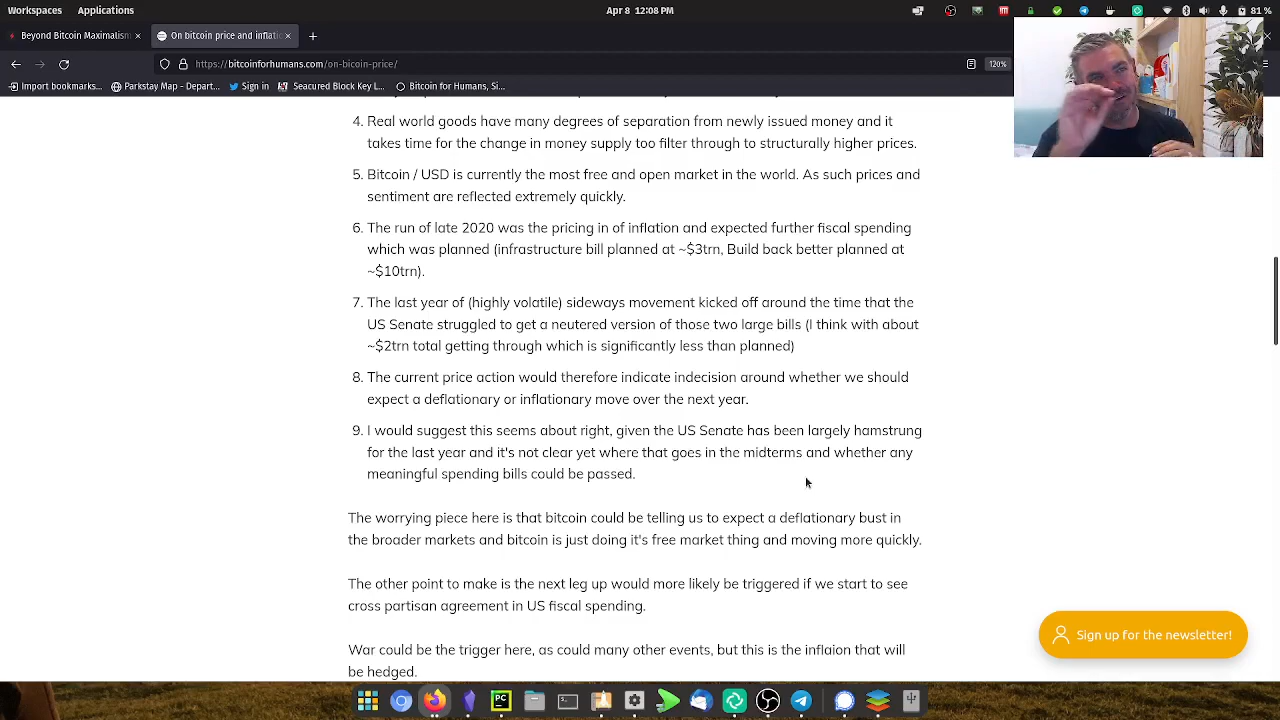 Workspaces Applications Apr 8 12:08 PM 81 %
Beyond Bitcoin Maximalism On bitcoin price and inflati
https://bitcoinforhumans.com/on-bicoin-price/ 120%
Import bookmarks... Parkstay Map - Depart... Sign in Seacured Block Key L... Bitcoin for Humans, Si...
4. Real world goods have many degrees of separation from newly issued money and it
takes time for the change in money supply too filter through to structurally higher prices.
5. Bitcoin / USD is currently the most free and open market in the world. As such prices and
sentiment are reflected extremely quickly.
6. The run of late 2020 was the pricing in of inflation and expected further fiscal spending
which was planned (infrastructure bill planned at ~$3trn, Build back better planned at
~$10trn).
7. The last year of (highly volatile) sideways movement kicked off around the time that the
US Senate struggled to get a neutered version of those two large bills (I think with about
~$2trn total getting through which is significantly less than planned)
8. The current price action would therefore indicate indecision around whether we should
expect a deflationary or inflationary move over the next year.
9. I would suggest this seems about right, given the US Senate has been largely hamstrung
for the last year and it's not clear yet where that goes in the midterms and whether any
meaningful spending bills could be passed.
The worrying piece here is that bitcoin could be telling us to expect a deflationary bust in
the broader markets and bitcoin is just doing it's free market thing and moving more quickly.
The other point to make is the next leg up would more likely be triggered if we start to see
cross partisan agreement in US fiscal spending.
Sign up for the newsletter!
War could be the trigger here, as could many other events, but this is the inflaion that will
be hedged.
PC